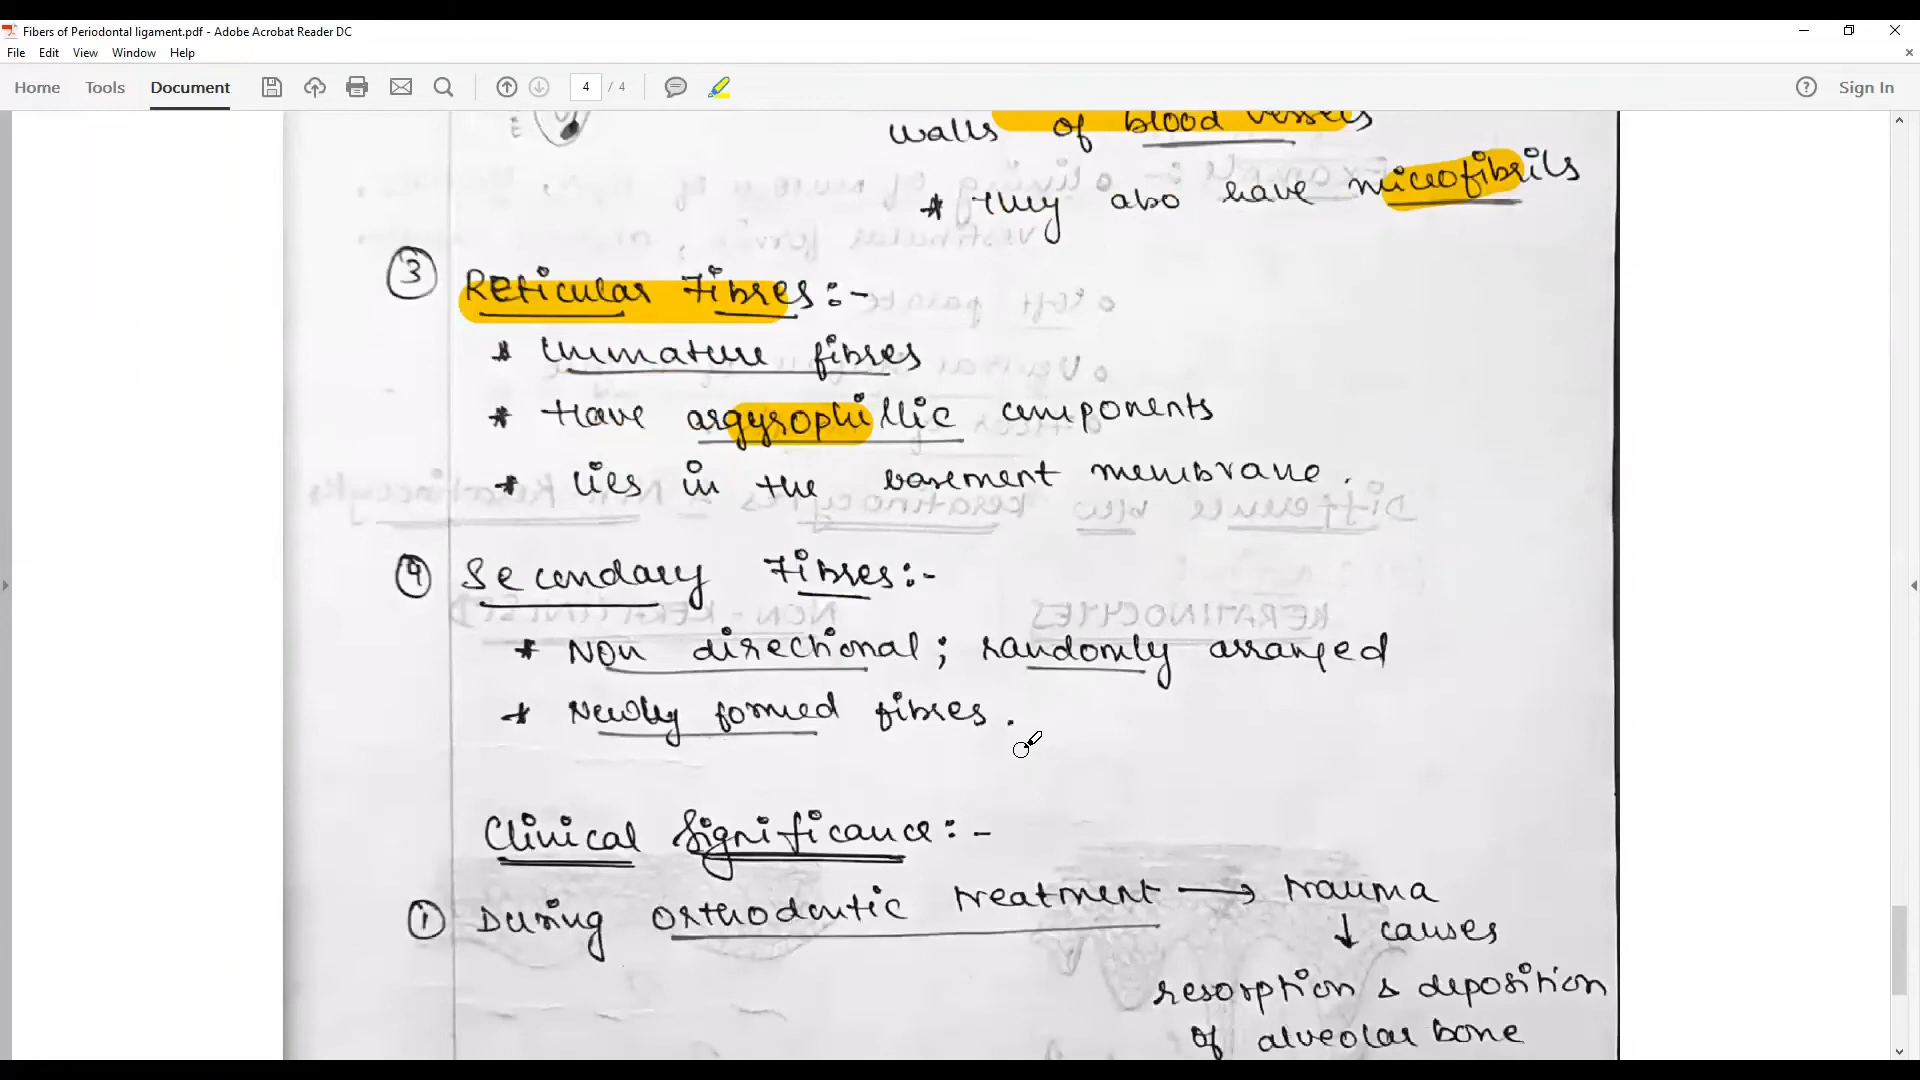 Fibers of Periodontal ligament.pdf - Adobe Acrobat Reader DC
File Edit View Window Help
Home Tools Document 4 / 4 Sign In
walls of blood vessels
* They also have microfibrils
③ Reticular Fibres :-
* Immature fibres
* Have argyrophillic components
* lies in the basement membrane.
④ Secondary Fibres :-
* Non directional; randomly arranged
* Newly formed fibres.
Clinical Significance :-
① During orthodontic treatment → trauma
↓ causes
resorption & deposition
of alveolar bone